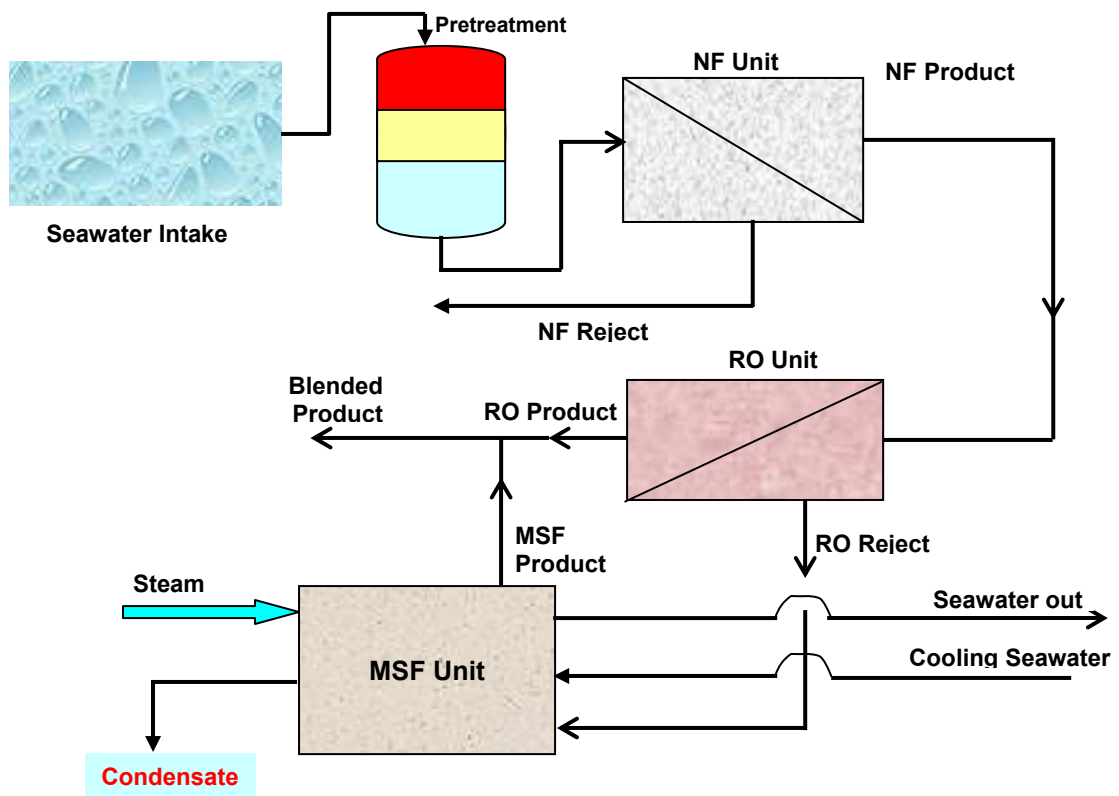 Pretreatment
NF Unit
NF Product
Seawater Intake
NF Reject
RO Unit
Blended
Product
RO Product
MSF
Product
RO Reject
Steam
Seawater out
MSF Unit
Cooling Seawater
Condensate